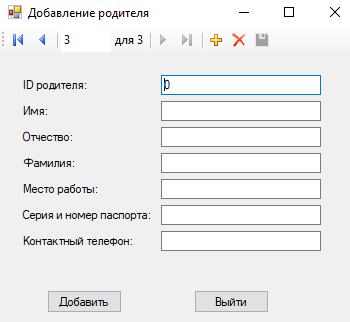 Добавление родителя
3 для 3
ID родителя: 0
Имя:
Отчество:
Фамилия:
Место работы:
Серия и номер паспорта:
Контактный телефон:
Добавить Выйти